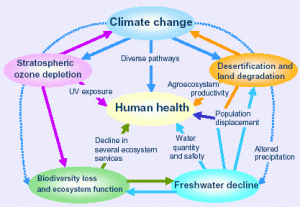 Climate change
Stratospheric
ozone depletion
Desertification and
land degradation
Diverse pathways
UV exposure
Agroecosystem
productivity
Human health
Population
displacement
Decline in
several ecosystem
services
Water
quantity
and safety
Altered
precipitation
Biodiversity loss
and ecosystem function
Freshwater decline